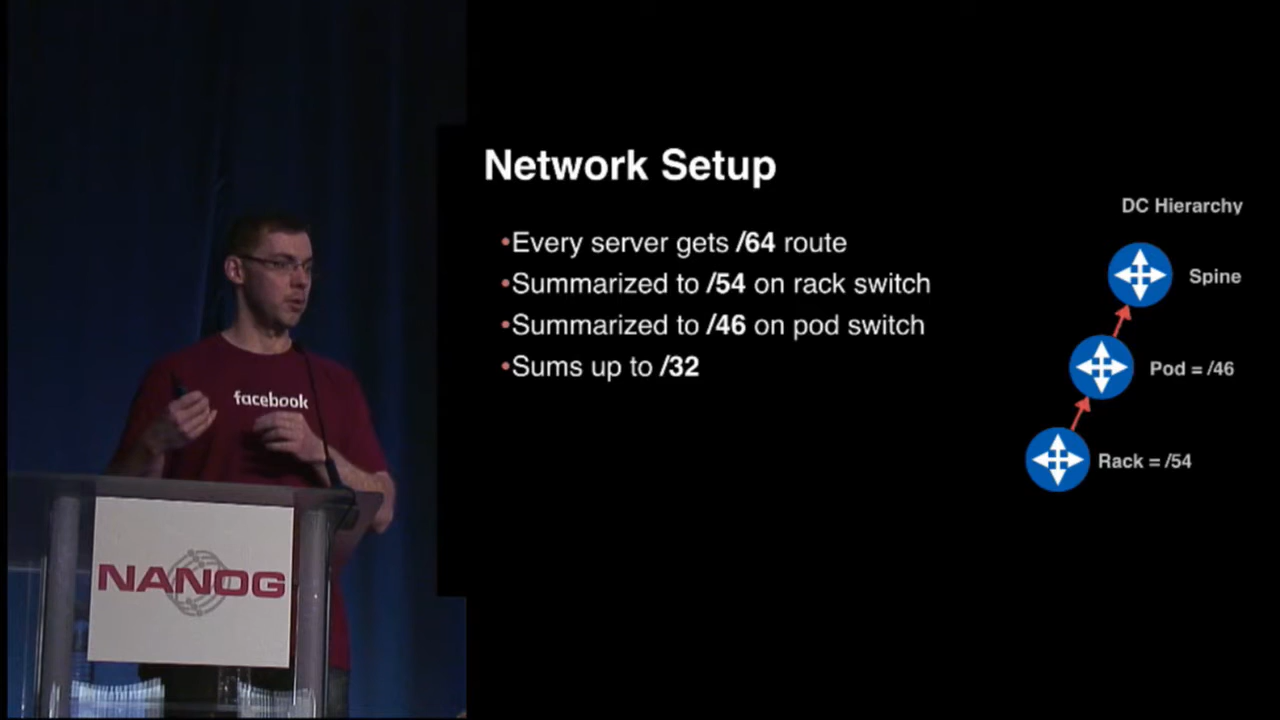 Network Setup
•Every server gets /64 route
•Summarized to /54 on rack switch
•Summarized to /46 on pod switch
•Sums up to /32
DC Hierarchy
Spine
Pod = /46
Rack = /54
facebook
NANOG